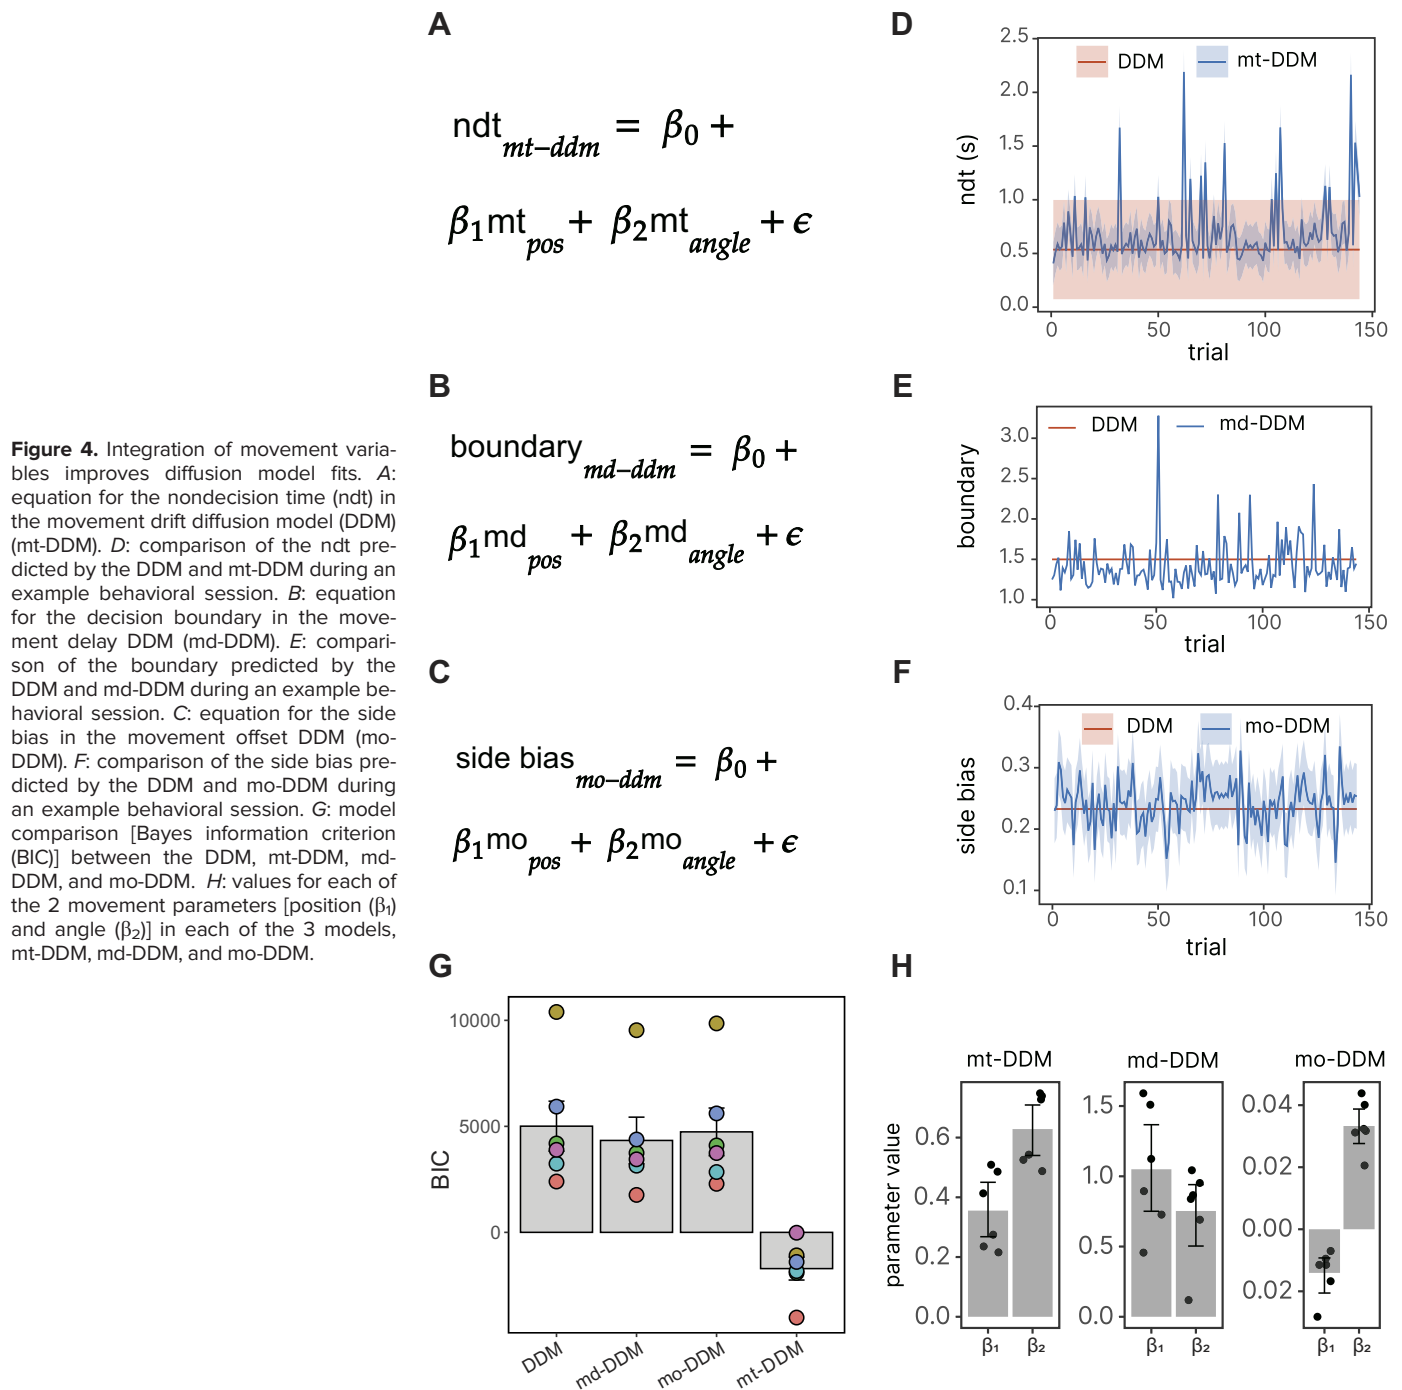 Figure 4. Integration of movement varia-
bles improves diffusion model fits. A:
equation for the nondecision time (ndt) in
the movement drift diffusion model (DDM)
(mt-DDM). D: comparison of the ndt pre-
dicted by the DDM and mt-DDM during an
example behavioral session. B: equation
for the decision boundary in the move-
ment delay DDM (md-DDM). E: compari-
son of the boundary predicted by the
DDM and md-DDM during an example be-
havioral session. C: equation for the side
bias in the movement offset DDM (mo-
DDM). F: comparison of the side bias pre-
dicted by the DDM and mo-DDM during
an example behavioral session. G: model
comparison [Bayes information criterion
(BIC)] between the DDM, mt-DDM, md-
DDM, and mo-DDM. H: values for each of
the 2 movement parameters [position (β₁)
and angle (β₂)] in each of the 3 models,
mt-DDM, md-DDM, and mo-DDM.
A
ndt mt−ddm = β0 +
β1mt pos + β2mt angle + ϵ
B
boundary md−ddm = β0 +
β1md pos + β2md angle + ϵ
C
side bias mo−ddm = β0 +
β1mo pos + β2mo angle + ϵ
D
DDM mt-DDM
2.5
2.0
1.5
1.0
0.5
0.0
ndt (s)
0 50 100 150
trial
E
DDM md-DDM
3.0
2.5
2.0
1.5
1.0
boundary
0 50 100 150
trial
F
DDM mo-DDM
0.4
0.3
0.2
0.1
side bias
0 50 100 150
trial
G
10000
5000
0
BIC
DDM md-DDM mo-DDM mt-DDM
H
mt-DDM md-DDM mo-DDM
parameter value
0.6
0.4
0.2
0.0
β₁ β₂
1.5
1.0
0.5
0.0
β₁ β₂
0.04
0.02
0.00
0.02
β₁ β₂